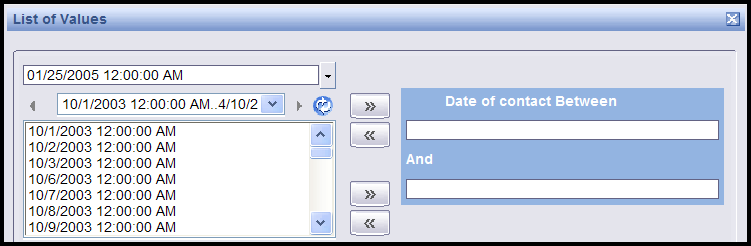 List of Values
01/25/2005 12:00:00 AM
10/1/2003 12:00:00 AM..4/10/2
10/1/2003 12:00:00 AM
10/2/2003 12:00:00 AM
10/3/2003 12:00:00 AM
10/6/2003 12:00:00 AM
10/7/2003 12:00:00 AM
10/8/2003 12:00:00 AM
10/9/2003 12:00:00 AM
Date of contact Between
And